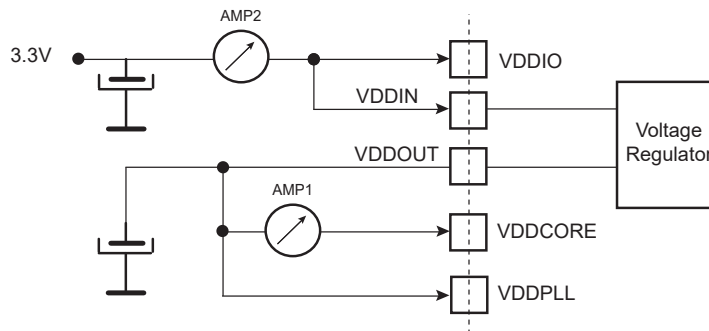 AMP2
3.3V
VDDIO
VDDIN
Voltage
Regulator
VDDOUT
AMP1
VDDCORE
VDDPLL